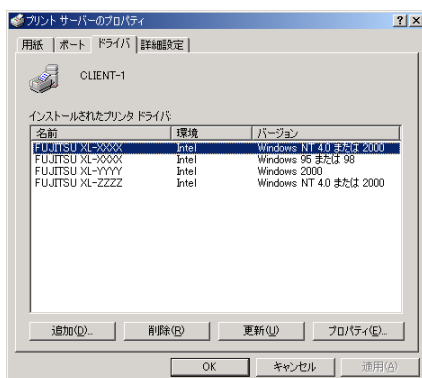 プリント サーバーのプロパティ
用紙 ポート ドライバ 詳細設定
CLIENT-1
インストールされたプリンタ ドライバ:
名前 環境 バージョン
FUJITSU XL-XXXX Intel Windows NT 4.0 または 2000
FUJITSU XL-XXXX Intel Windows 95 または 98
FUJITSU XL-YYYY Intel Windows 2000
FUJITSU XL-ZZZZ Intel Windows NT 4.0 または 2000
追加(D)... 削除(R) 更新(U) プロパティ(E)...
OK キャンセル 適用(A)